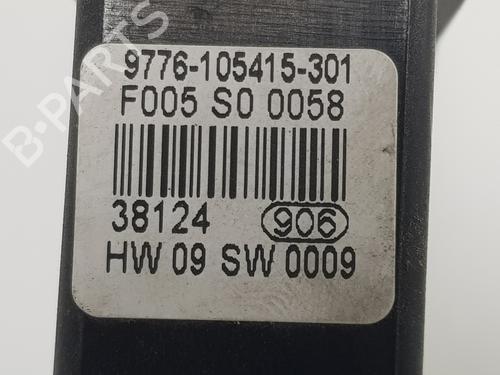 9776-105415-301
F005 S0 0058
38124 906
HW 09 SW 0009
B-PARTS